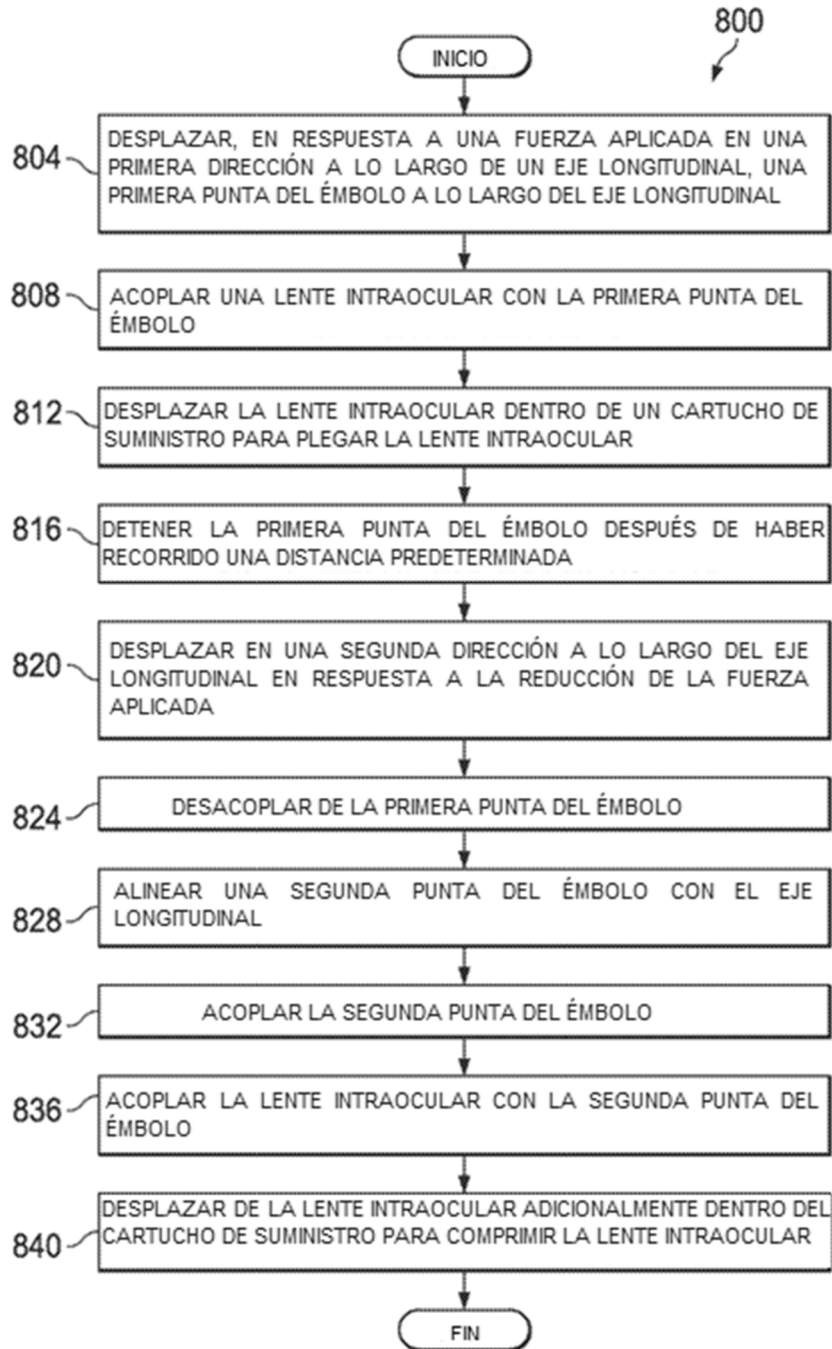 800
INICIO
804
DESPLAZAR, EN RESPUESTA A UNA FUERZA APLICADA EN UNA
PRIMERA DIRECCIÓN A LO LARGO DE UN EJE LONGITUDINAL, UNA
PRIMERA PUNTA DEL ÉMBOLO A LO LARGO DEL EJE LONGITUDINAL
808
ACOPLAR UNA LENTE INTRAOCULAR CON LA PRIMERA PUNTA DEL
ÉMBOLO
812
DESPLAZAR LA LENTE INTRAOCULAR DENTRO DE UN CARTUCHO DE
SUMINISTRO PARA PLEGAR LA LENTE INTRAOCULAR
816
DETENER LA PRIMERA PUNTA DEL ÉMBOLO DESPUÉS DE HABER
RECORRIDO UNA DISTANCIA PREDETERMINADA
820
DESPLAZAR EN UNA SEGUNDA DIRECCIÓN A LO LARGO DEL EJE
LONGITUDINAL EN RESPUESTA A LA REDUCCIÓN DE LA FUERZA
APLICADA
824
DESACOPLAR DE LA PRIMERA PUNTA DEL ÉMBOLO
828
ALINEAR UNA SEGUNDA PUNTA DEL ÉMBOLO CON EL EJE
LONGITUDINAL
832
ACOPLAR LA SEGUNDA PUNTA DEL ÉMBOLO
836
ACOPLAR LA LENTE INTRAOCULAR CON LA SEGUNDA PUNTA DEL
ÉMBOLO
840
DESPLAZAR DE LA LENTE INTRAOCULAR ADICIONALMENTE DENTRO DEL
CARTUCHO DE SUMINISTRO PARA COMPRIMIR LA LENTE INTRAOCULAR
FIN